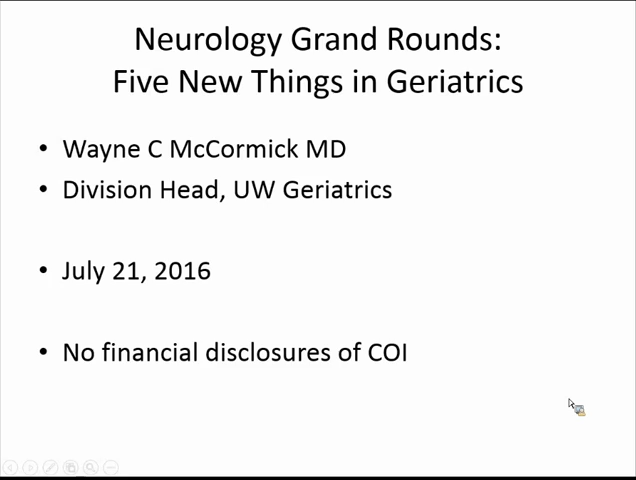 Neurology Grand Rounds:
Five New Things in Geriatrics
• Wayne C McCormick MD
• Division Head, UW Geriatrics
• July 21, 2016
• No financial disclosures of COI